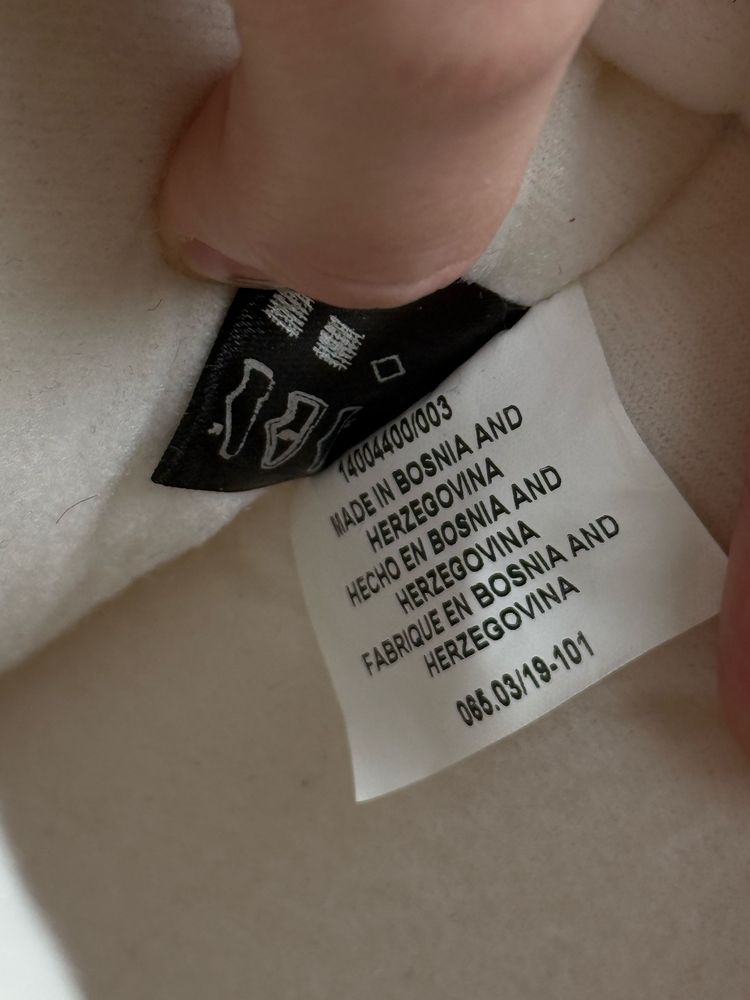 14004400/003
MADE IN BOSNIA AND
HERZEGOVINA
HECHO EN BOSNIA AND
HERZEGOVINA
FABRIQUE EN BOSNIA AND
HERZEGOVINA
065.03/19-101